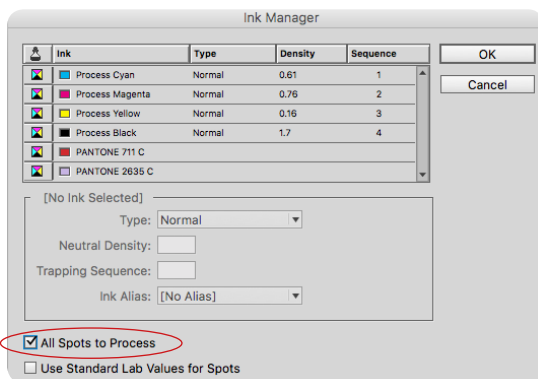 Ink Manager
Ink Type Density Sequence
Process Cyan Normal 0.61 1
Process Magenta Normal 0.76 2
Process Yellow Normal 0.16 3
Process Black Normal 1.7 4
PANTONE 711 C
PANTONE 2635 C
OK
Cancel
[No Ink Selected]
Type: Normal
Neutral Density:
Trapping Sequence:
Ink Alias: [No Alias]
All Spots to Process
Use Standard Lab Values for Spots